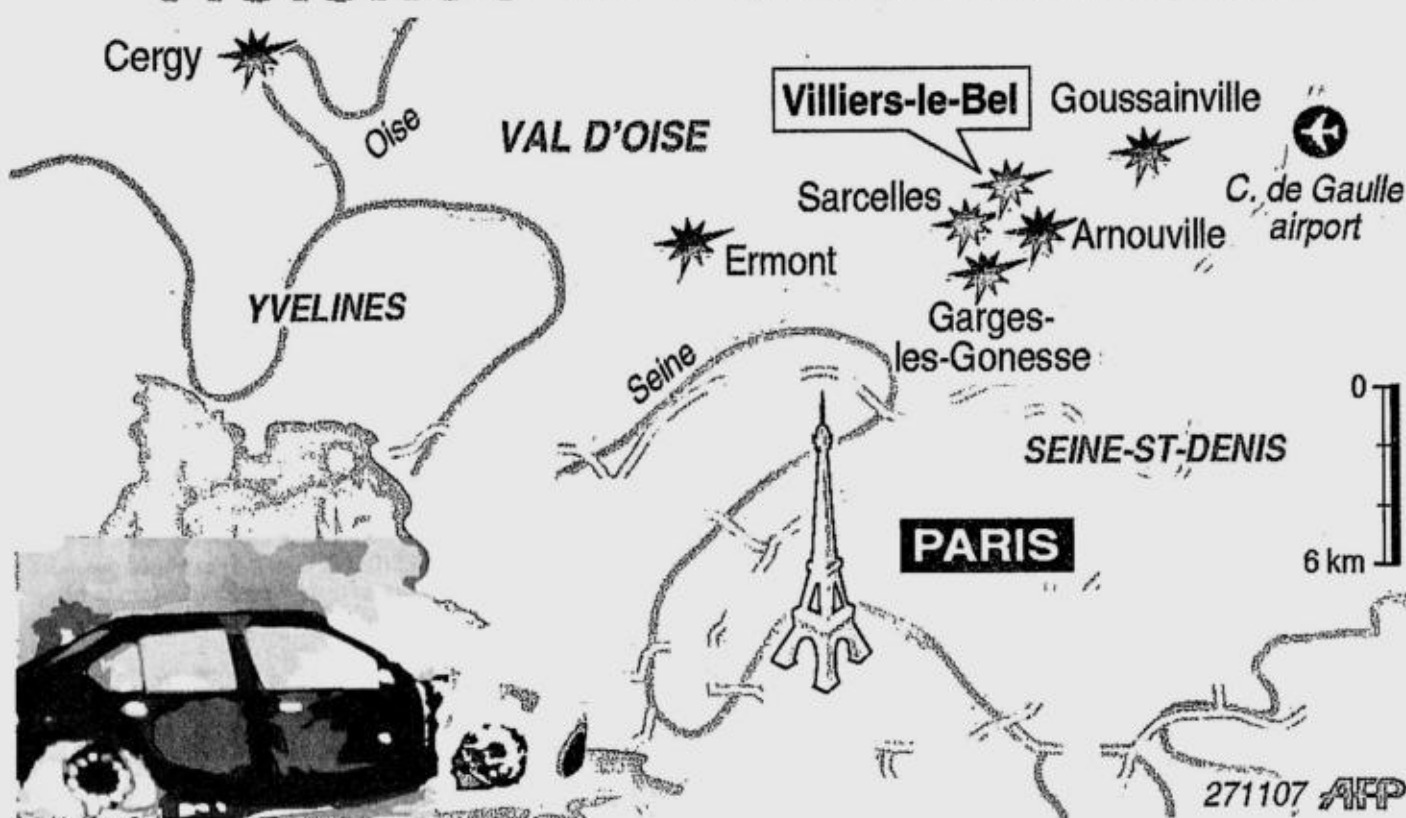 Cergy
Oise
VAL D'OISE
Villiers-le-Bel
Goussainville
C. de Gaulle
airport
Sarcelles
Arnouville
Ermont
Garges-
les-Gonesse
YVELINES
Seine
0
SEINE-ST-DENIS
PARIS
6 km
271107 AFP